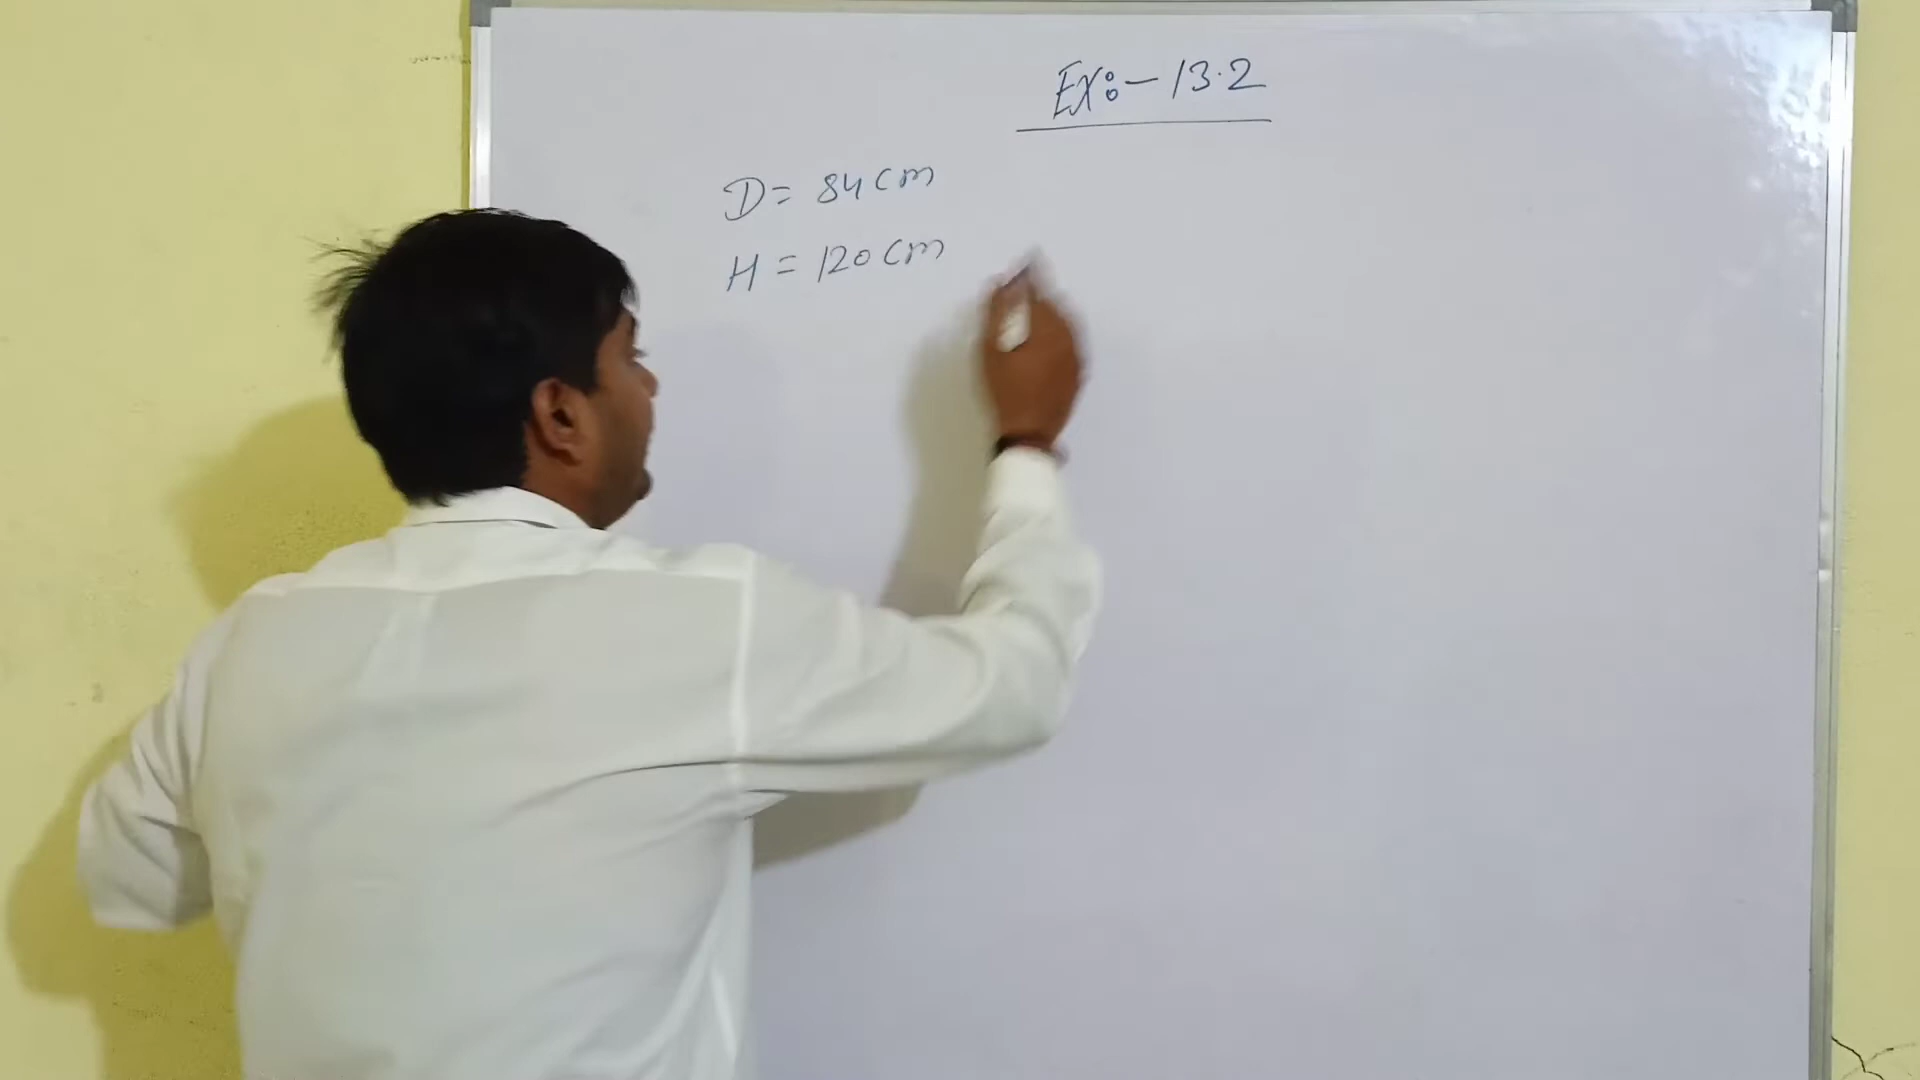 Ex:- 13.2
D = 84 cm
H = 120 cm